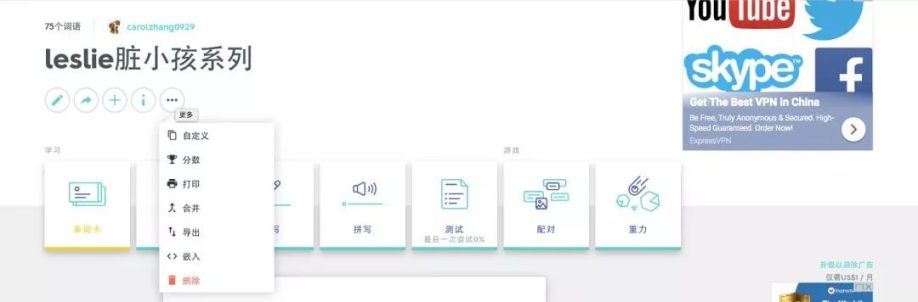 75个词语
carolzhang0929
leslie脏小孩系列
更多
自定义
分数
打印
合并
导出
嵌入
删除
学习
单词卡
写
拼写
测试
最后一次尝试0%
游戏
配对
重力
YouTube
skype
Get The Best VPN in China
Be Free, Truly Anonymous & Secured. High-
Speed Guaranteed. Order Now!
ExpressVPN
升级以消除广告
仅需US$1 / 月